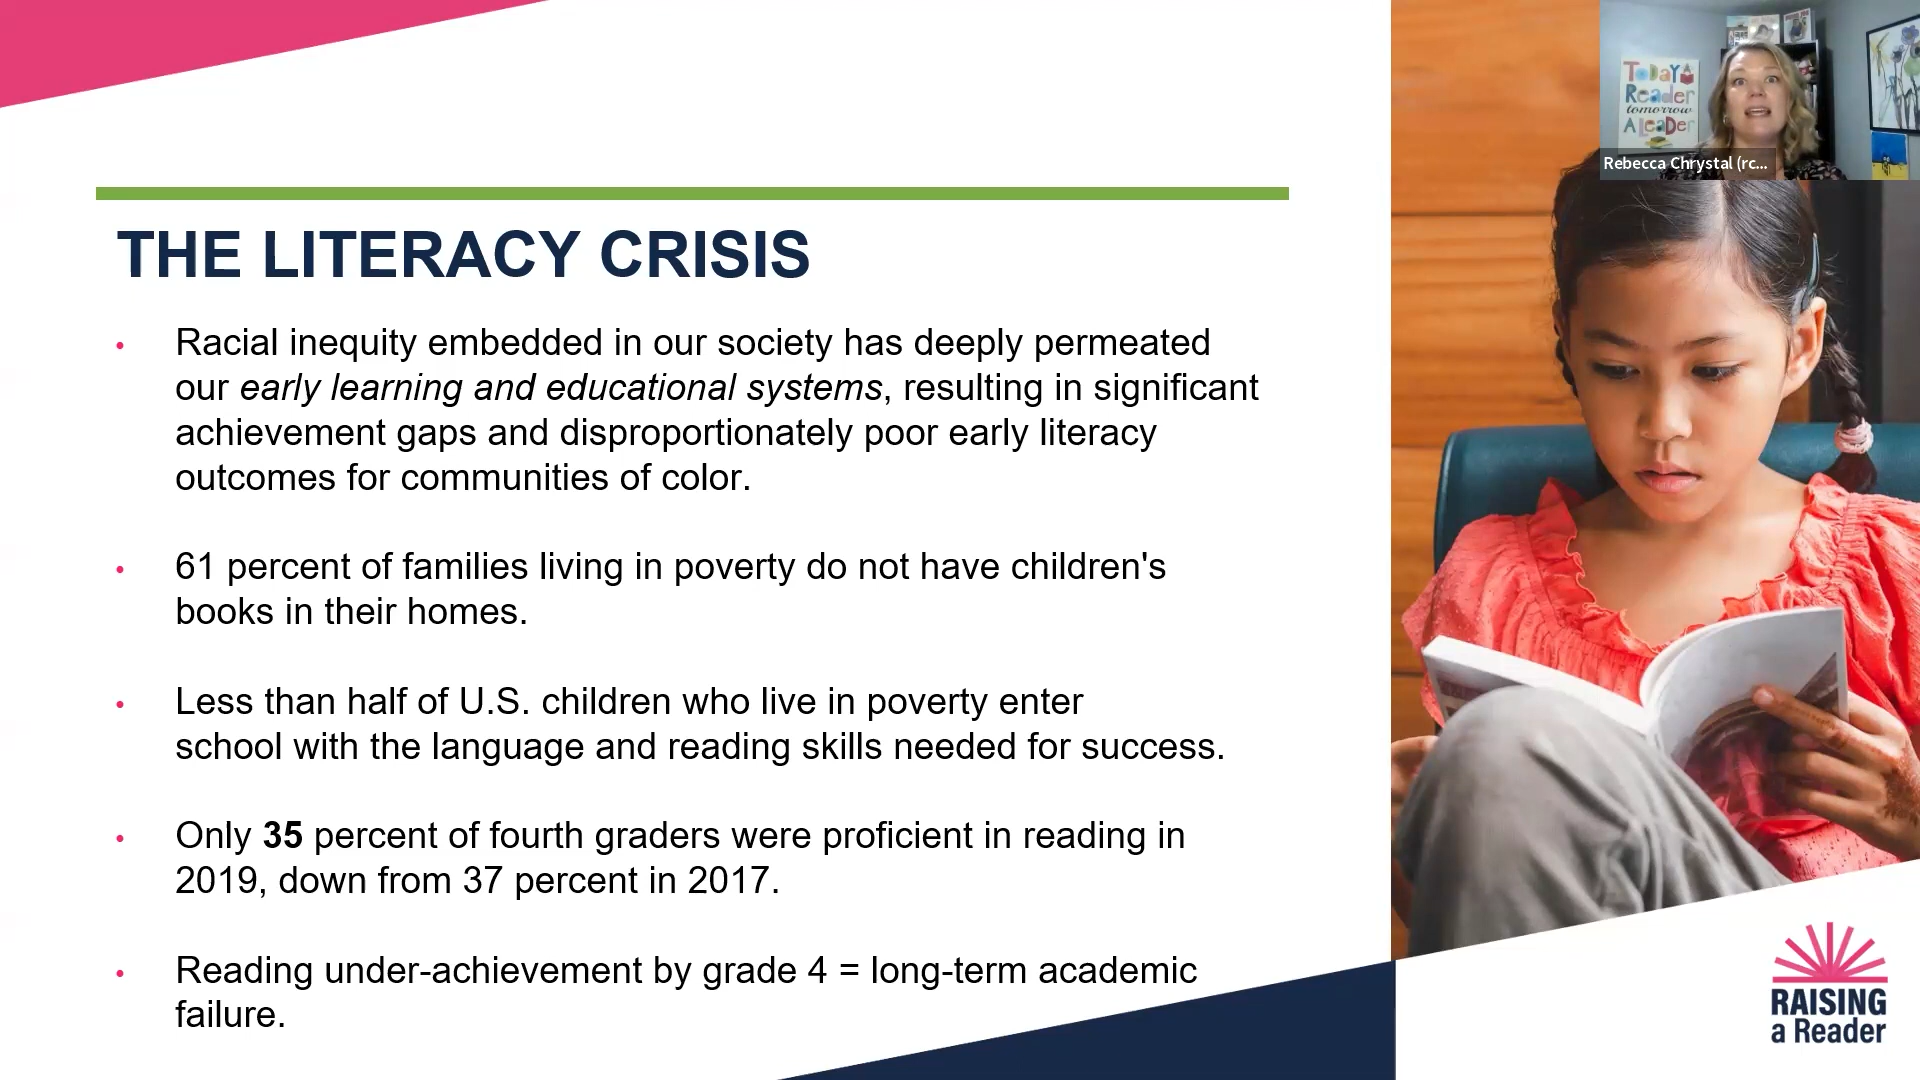 THE LITERACY CRISIS
• Racial inequity embedded in our society has deeply permeated
our early learning and educational systems, resulting in significant
achievement gaps and disproportionately poor early literacy
outcomes for communities of color.
• 61 percent of families living in poverty do not have children's
books in their homes.
• Less than half of U.S. children who live in poverty enter
school with the language and reading skills needed for success.
• Only 35 percent of fourth graders were proficient in reading in
2019, down from 37 percent in 2017.
• Reading under-achievement by grade 4 = long-term academic
failure.
Today A
Reader
tomorrow
A Leader
Rebecca Chrystal (rc...
RAISING
a Reader